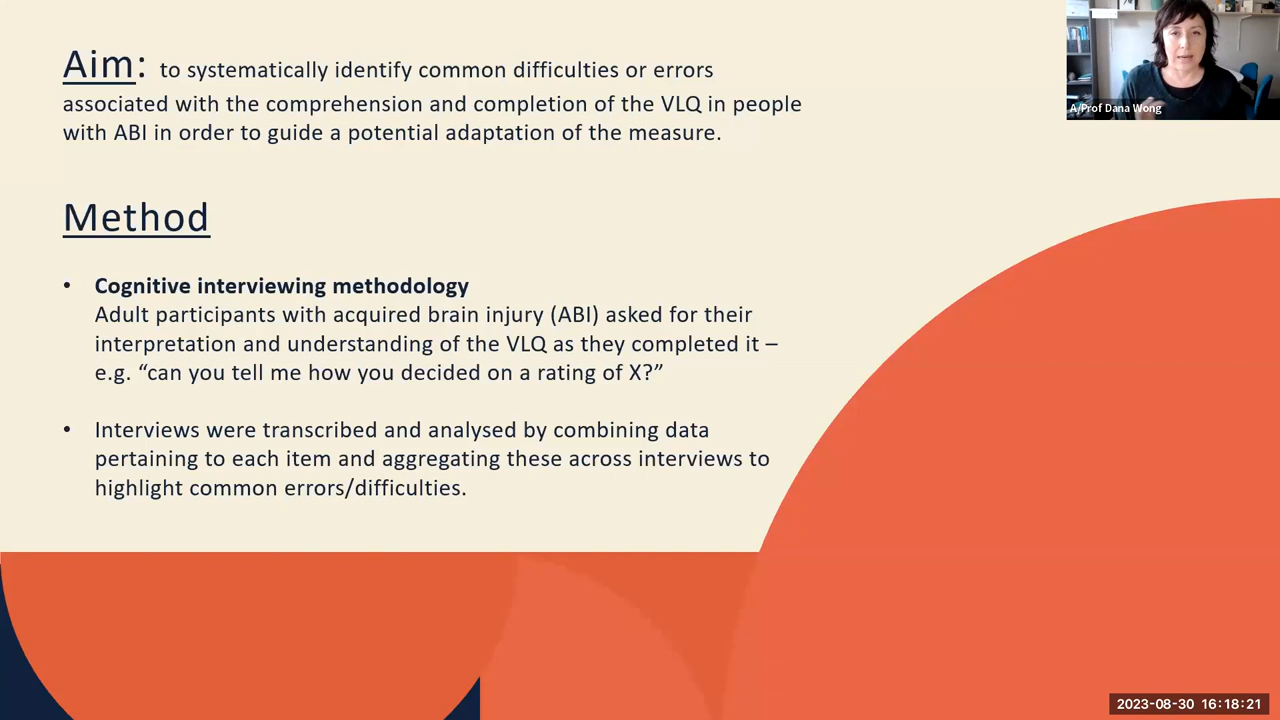 Aim: to systematically identify common difficulties or errors
associated with the comprehension and completion of the VLQ in people
with ABI in order to guide a potential adaptation of the measure.
A/Prof Dana Wong
Method
• Cognitive interviewing methodology
Adult participants with acquired brain injury (ABI) asked for their
interpretation and understanding of the VLQ as they completed it –
e.g. “can you tell me how you decided on a rating of X?”
• Interviews were transcribed and analysed by combining data
pertaining to each item and aggregating these across interviews to
highlight common errors/difficulties.
2023-08-30 16:18:21